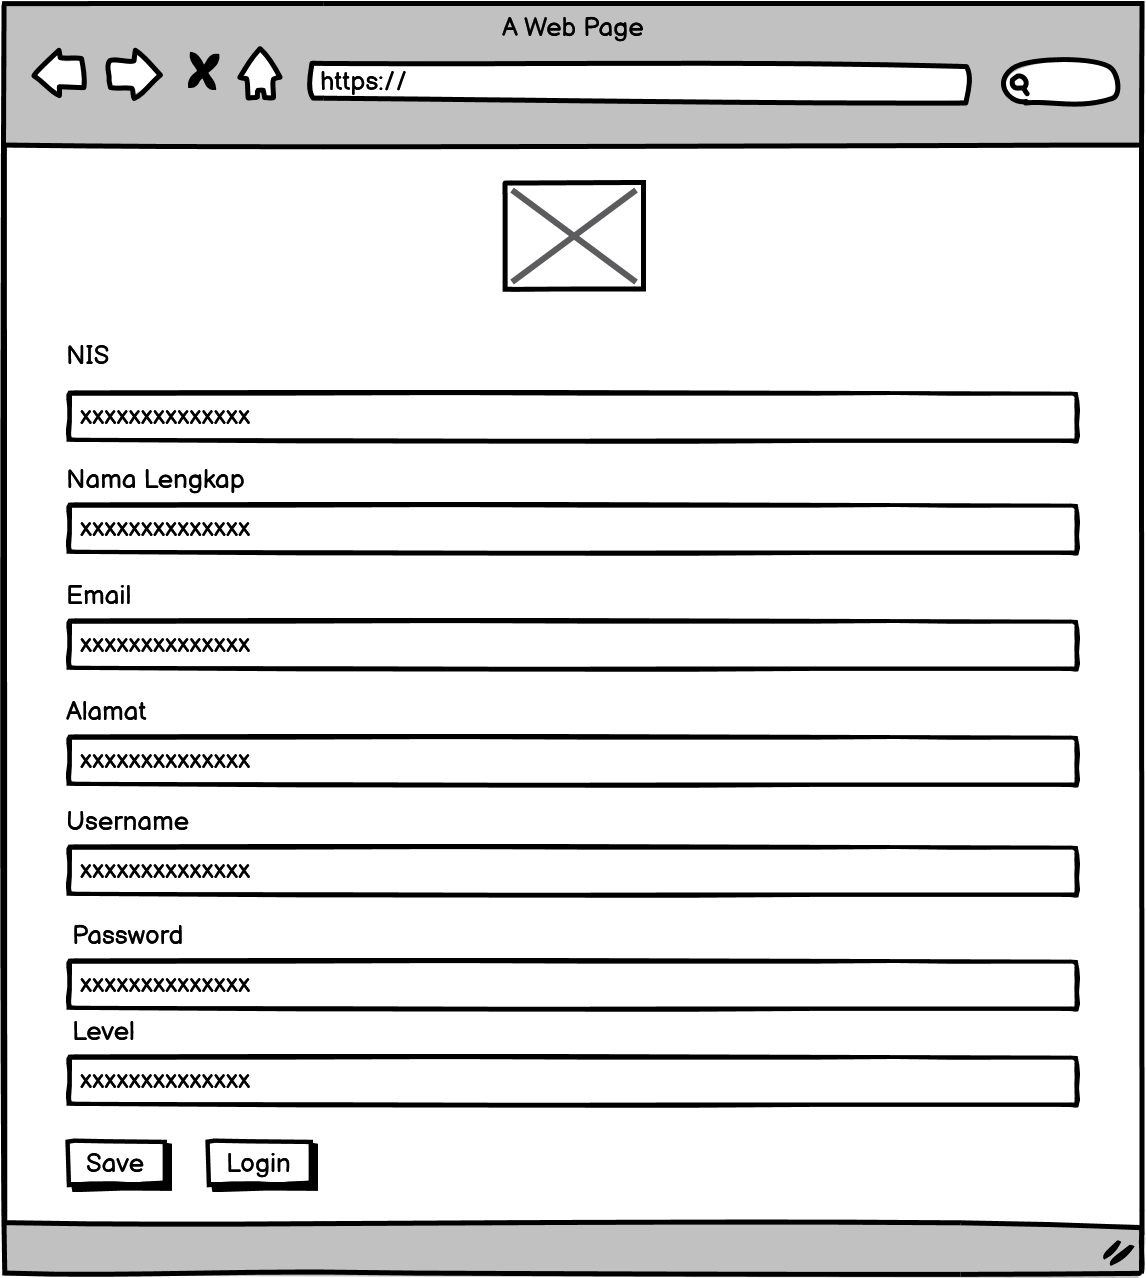 A Web Page
https://
NIS
xxxxxxxxxxxxxx
Nama Lengkap
xxxxxxxxxxxxxx
Email
xxxxxxxxxxxxxx
Alamat
xxxxxxxxxxxxxx
Username
xxxxxxxxxxxxxx
Password
xxxxxxxxxxxxxx
Level
xxxxxxxxxxxxxx
Save Login